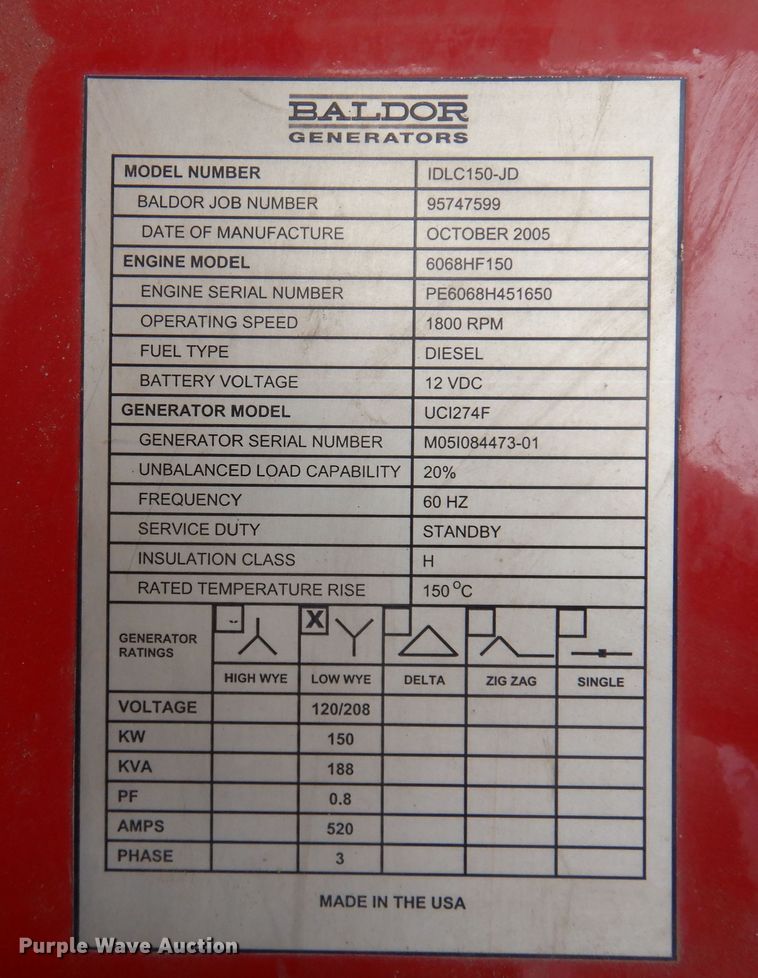 BALDOR
GENERATORS
MODEL NUMBER IDLC150-JD
BALDOR JOB NUMBER 95747599
DATE OF MANUFACTURE OCTOBER 2005
ENGINE MODEL 6068HF150
ENGINE SERIAL NUMBER PE6068H451650
OPERATING SPEED 1800 RPM
FUEL TYPE DIESEL
BATTERY VOLTAGE 12 VDC
GENERATOR MODEL UCI274F
GENERATOR SERIAL NUMBER M05I084473-01
UNBALANCED LOAD CAPABILITY 20%
FREQUENCY 60 HZ
SERVICE DUTY STANDBY
INSULATION CLASS H
RATED TEMPERATURE RISE 150 °C
GENERATOR
RATINGS
X
HIGH WYE LOW WYE DELTA ZIG ZAG SINGLE
VOLTAGE 120/208
KW 150
KVA 188
PF 0.8
AMPS 520
PHASE 3
MADE IN THE USA
Purple Wave Auction